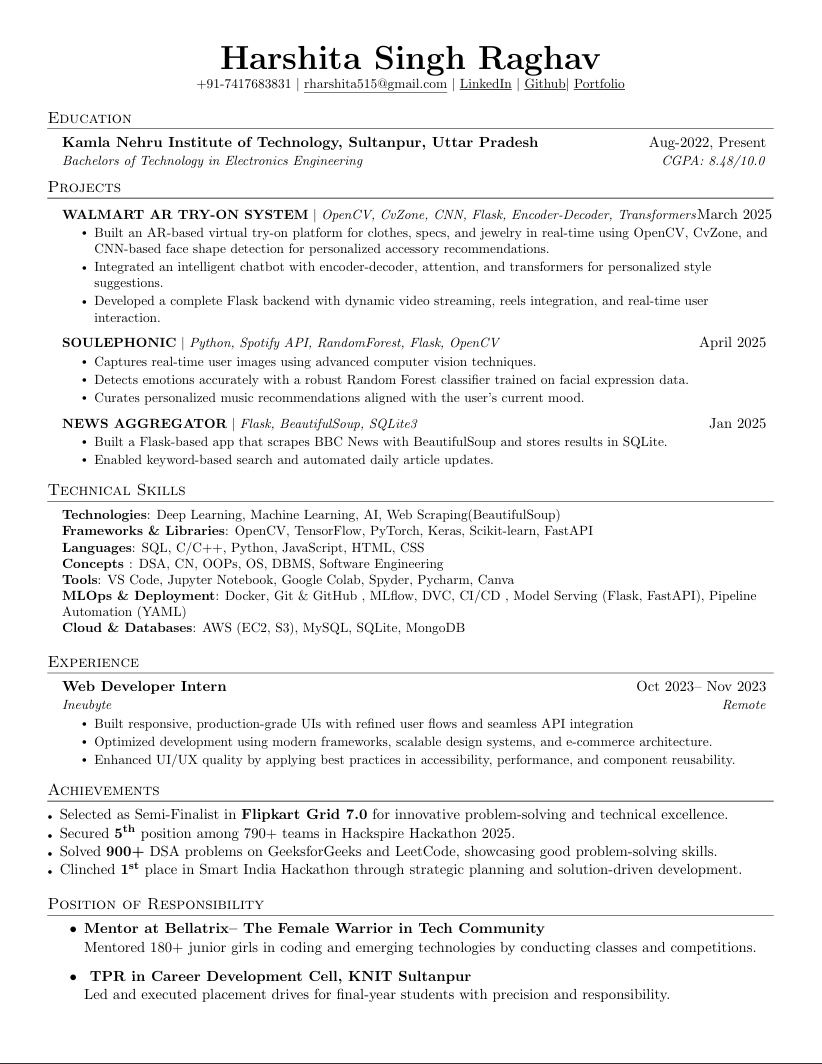 Harshita Singh Raghav
+91-7417683831 | rharshita515@gmail.com | LinkedIn | Github| Portfolio
Education
Kamla Nehru Institute of Technology, Sultanpur, Uttar Pradesh Aug-2022, Present
Bachelors of Technology in Electronics Engineering CGPA: 8.48/10.0
Projects
WALMART AR TRY-ON SYSTEM | OpenCV, CvZone, CNN, Flask, Encoder-Decoder, TransformersMarch 2025
• Built an AR-based virtual try-on platform for clothes, specs, and jewelry in real-time using OpenCV, CvZone, and
CNN-based face shape detection for personalized accessory recommendations.
• Integrated an intelligent chatbot with encoder-decoder, attention, and transformers for personalized style
suggestions.
• Developed a complete Flask backend with dynamic video streaming, reels integration, and real-time user
interaction.
SOULEPHONIC | Python, Spotify API, RandomForest, Flask, OpenCV April 2025
• Captures real-time user images using advanced computer vision techniques.
• Detects emotions accurately with a robust Random Forest classifier trained on facial expression data.
• Curates personalized music recommendations aligned with the user's current mood.
NEWS AGGREGATOR | Flask, BeautifulSoup, SQLite3 Jan 2025
• Built a Flask-based app that scrapes BBC News with BeautifulSoup and stores results in SQLite.
• Enabled keyword-based search and automated daily article updates.
Technical Skills
Technologies: Deep Learning, Machine Learning, AI, Web Scraping(BeautifulSoup)
Frameworks & Libraries: OpenCV, TensorFlow, PyTorch, Keras, Scikit-learn, FastAPI
Languages: SQL, C/C++, Python, JavaScript, HTML, CSS
Concepts : DSA, CN, OOPs, OS, DBMS, Software Engineering
Tools: VS Code, Jupyter Notebook, Google Colab, Spyder, Pycharm, Canva
MLOps & Deployment: Docker, Git & GitHub , MLflow, DVC, CI/CD , Model Serving (Flask, FastAPI), Pipeline
Automation (YAML)
Cloud & Databases: AWS (EC2, S3), MySQL, SQLite, MongoDB
Experience
Web Developer Intern Oct 2023– Nov 2023
Ineubyte Remote
• Built responsive, production-grade UIs with refined user flows and seamless API integration
• Optimized development using modern frameworks, scalable design systems, and e-commerce architecture.
• Enhanced UI/UX quality by applying best practices in accessibility, performance, and component reusability.
Achievements
• Selected as Semi-Finalist in Flipkart Grid 7.0 for innovative problem-solving and technical excellence.
• Secured 5th position among 790+ teams in Hackspire Hackathon 2025.
• Solved 900+ DSA problems on GeeksforGeeks and LeetCode, showcasing good problem-solving skills.
• Clinched 1st place in Smart India Hackathon through strategic planning and solution-driven development.
Position of Responsibility
• Mentor at Bellatrix– The Female Warrior in Tech Community
Mentored 180+ junior girls in coding and emerging technologies by conducting classes and competitions.
• TPR in Career Development Cell, KNIT Sultanpur
Led and executed placement drives for final-year students with precision and responsibility.